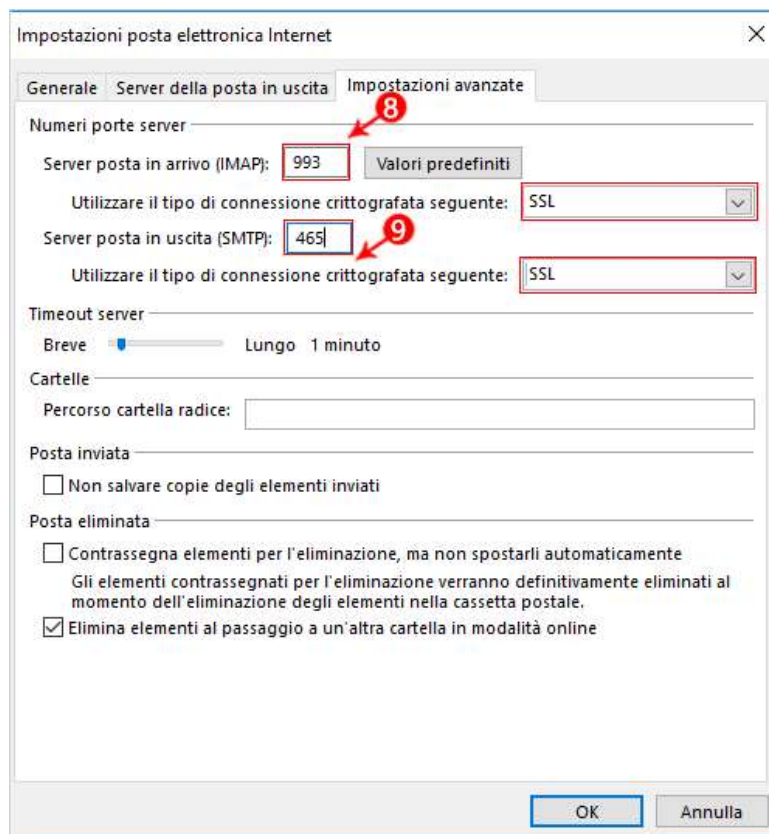 Impostazioni posta elettronica Internet
Generale Server della posta in uscita Impostazioni avanzate
8
Numeri porte server
Server posta in arrivo (IMAP): 993 Valori predefiniti
Utilizzare il tipo di connessione crittografata seguente: SSL
Server posta in uscita (SMTP): 465 9
Utilizzare il tipo di connessione crittografata seguente: SSL
Timeout server
Breve Lungo 1 minuto
Cartelle
Percorso cartella radice:
Posta inviata
Non salvare copie degli elementi inviati
Posta eliminata
Contrassegna elementi per l'eliminazione, ma non spostarli automaticamente
Gli elementi contrassegnati per l'eliminazione verranno definitivamente eliminati al
momento dell'eliminazione degli elementi nella cassetta postale.
Elimina elementi al passaggio a un'altra cartella in modalità online
OK Annulla